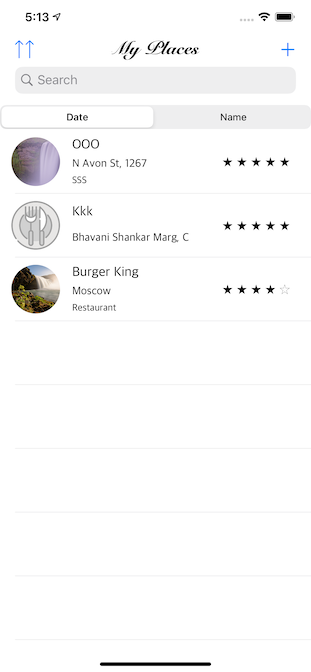 5:13
My Places
Search
Date
Name
OOO
N Avon St, 1267
SSS
Kkk
Bhavani Shankar Marg, C
Burger King
Moscow
Restaurant